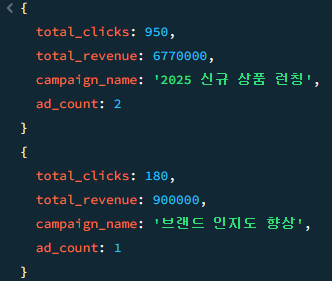 {
total_clicks: 950,
total_revenue: 6770000,
campaign_name: '2025 신규 상품 런칭',
ad_count: 2
}
{
total_clicks: 180,
total_revenue: 900000,
campaign_name: '브랜드 인지도 향상',
ad_count: 1
}